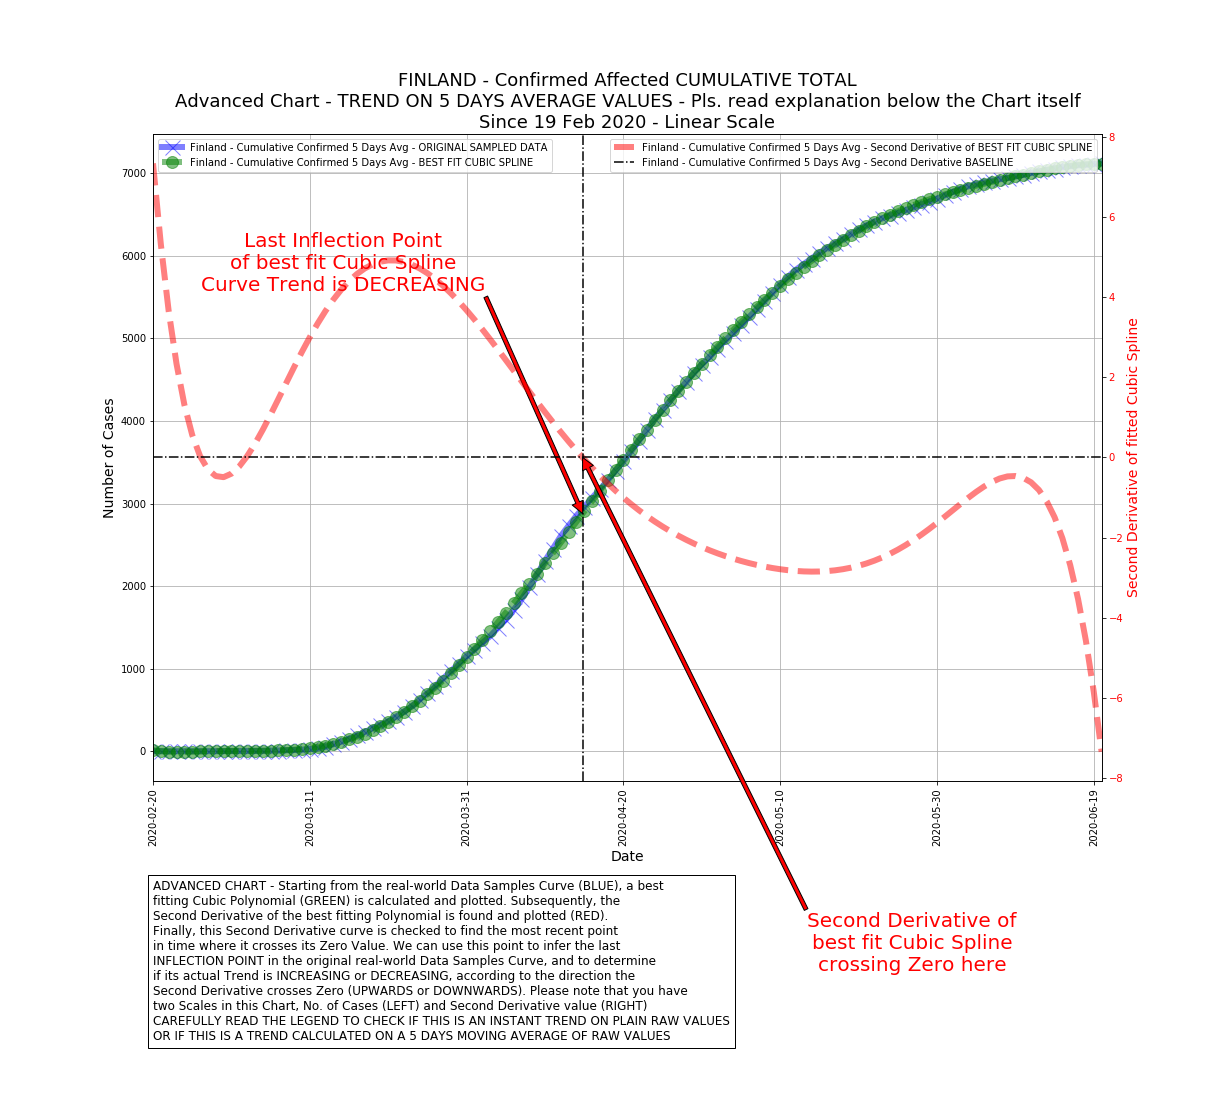 FINLAND - Confirmed Affected CUMULATIVE TOTAL
Advanced Chart - TREND ON 5 DAYS AVERAGE VALUES - Pls. read explanation below the Chart itself
Since 19 Feb 2020 - Linear Scale
Finland - Cumulative Confirmed 5 Days Avg - ORIGINAL SAMPLED DATA
Finland - Cumulative Confirmed 5 Days Avg - BEST FIT CUBIC SPLINE
Finland - Cumulative Confirmed 5 Days Avg - Second Derivative of BEST FIT CUBIC SPLINE
Finland - Cumulative Confirmed 5 Days Avg - Second Derivative BASELINE
Last Inflection Point
of best fit Cubic Spline
Curve Trend is DECREASING
Number of Cases
7000
6000
5000
4000
3000
2000
1000
0
8
6
4
2
0
−2
−4
−6
−8
Second Derivative of fitted Cubic Spline
2020-02-20
2020-03-11
2020-03-31
2020-04-20
2020-05-10
2020-05-30
2020-06-19
Date
Second Derivative of
best fit Cubic Spline
crossing Zero here
ADVANCED CHART - Starting from the real-world Data Samples Curve (BLUE), a best
fitting Cubic Polynomial (GREEN) is calculated and plotted. Subsequently, the
Second Derivative of the best fitting Polynomial is found and plotted (RED).
Finally, this Second Derivative curve is checked to find the most recent point
in time where it crosses its Zero Value. We can use this point to infer the last
INFLECTION POINT in the original real-world Data Samples Curve, and to determine
if its actual Trend is INCREASING or DECREASING, according to the direction the
Second Derivative crosses Zero (UPWARDS or DOWNWARDS). Please note that you have
two Scales in this Chart, No. of Cases (LEFT) and Second Derivative value (RIGHT)
CAREFULLY READ THE LEGEND TO CHECK IF THIS IS AN INSTANT TREND ON PLAIN RAW VALUES
OR IF THIS IS A TREND CALCULATED ON A 5 DAYS MOVING AVERAGE OF RAW VALUES